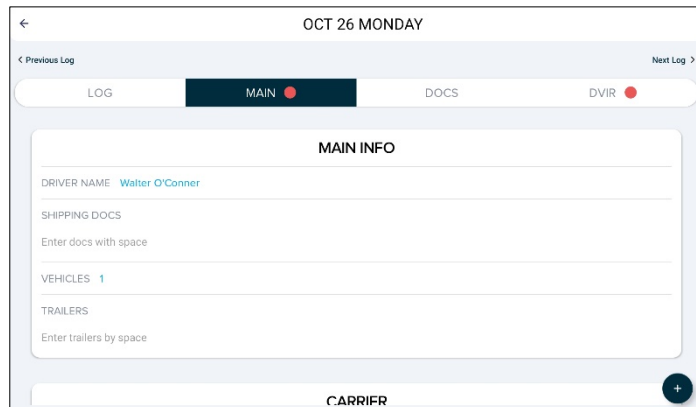 OCT 26 MONDAY
Previous Log
Next Log
LOG MAIN DOCS DVIR
MAIN INFO
DRIVER NAME Walter O'Conner
SHIPPING DOCS
Enter docs with space
VEHICLES 1
TRAILERS
Enter trailers by space
CARRIER